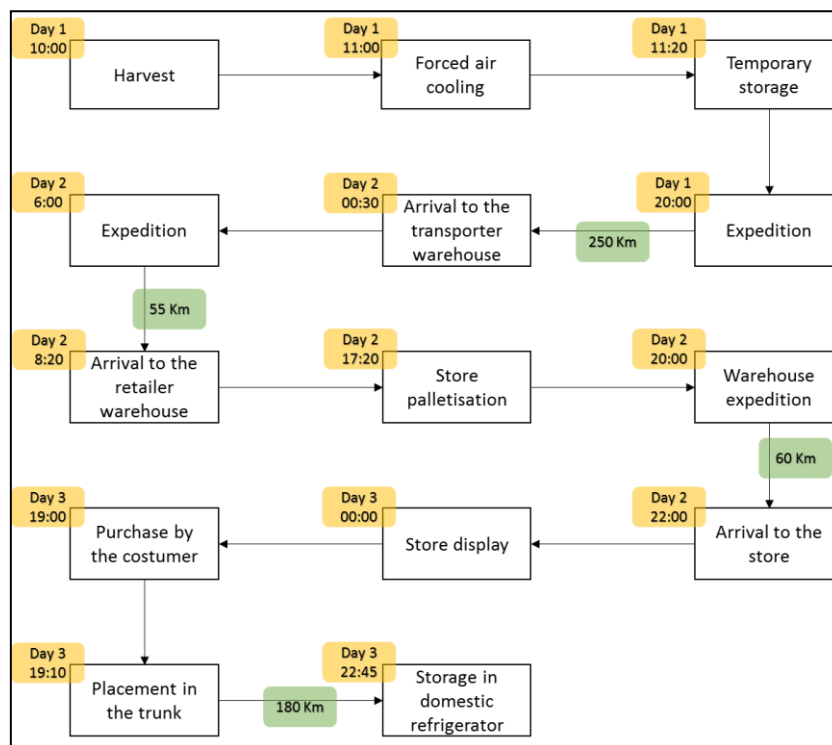 Day 1
10:00
Harvest
Day 1
11:00
Forced air
cooling
Day 1
11:20
Temporary
storage
Day 1
20:00
Expedition
250 Km
Day 2
00:30
Arrival to the
transporter
warehouse
Day 2
6:00
Expedition
55 Km
Day 2
8:20
Arrival to the
retailer
warehouse
Day 2
17:20
Store
palletisation
Day 2
20:00
Warehouse
expedition
60 Km
Day 2
22:00
Arrival to the
store
Day 3
00:00
Store display
Day 3
19:00
Purchase by
the costumer
Day 3
19:10
Placement in
the trunk
180 Km
Day 3
22:45
Storage in
domestic
refrigerator